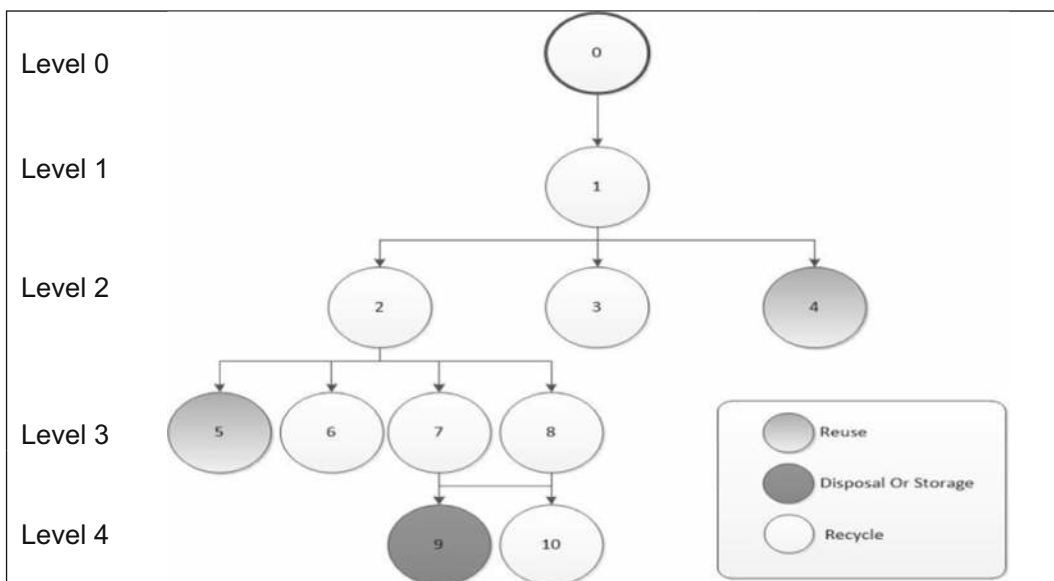 Level 0
0
Level 1
1
Level 2
2 3 4
Level 3
5 6 7 8
Level 4
9 10
Reuse
Disposal Or Storage
Recycle